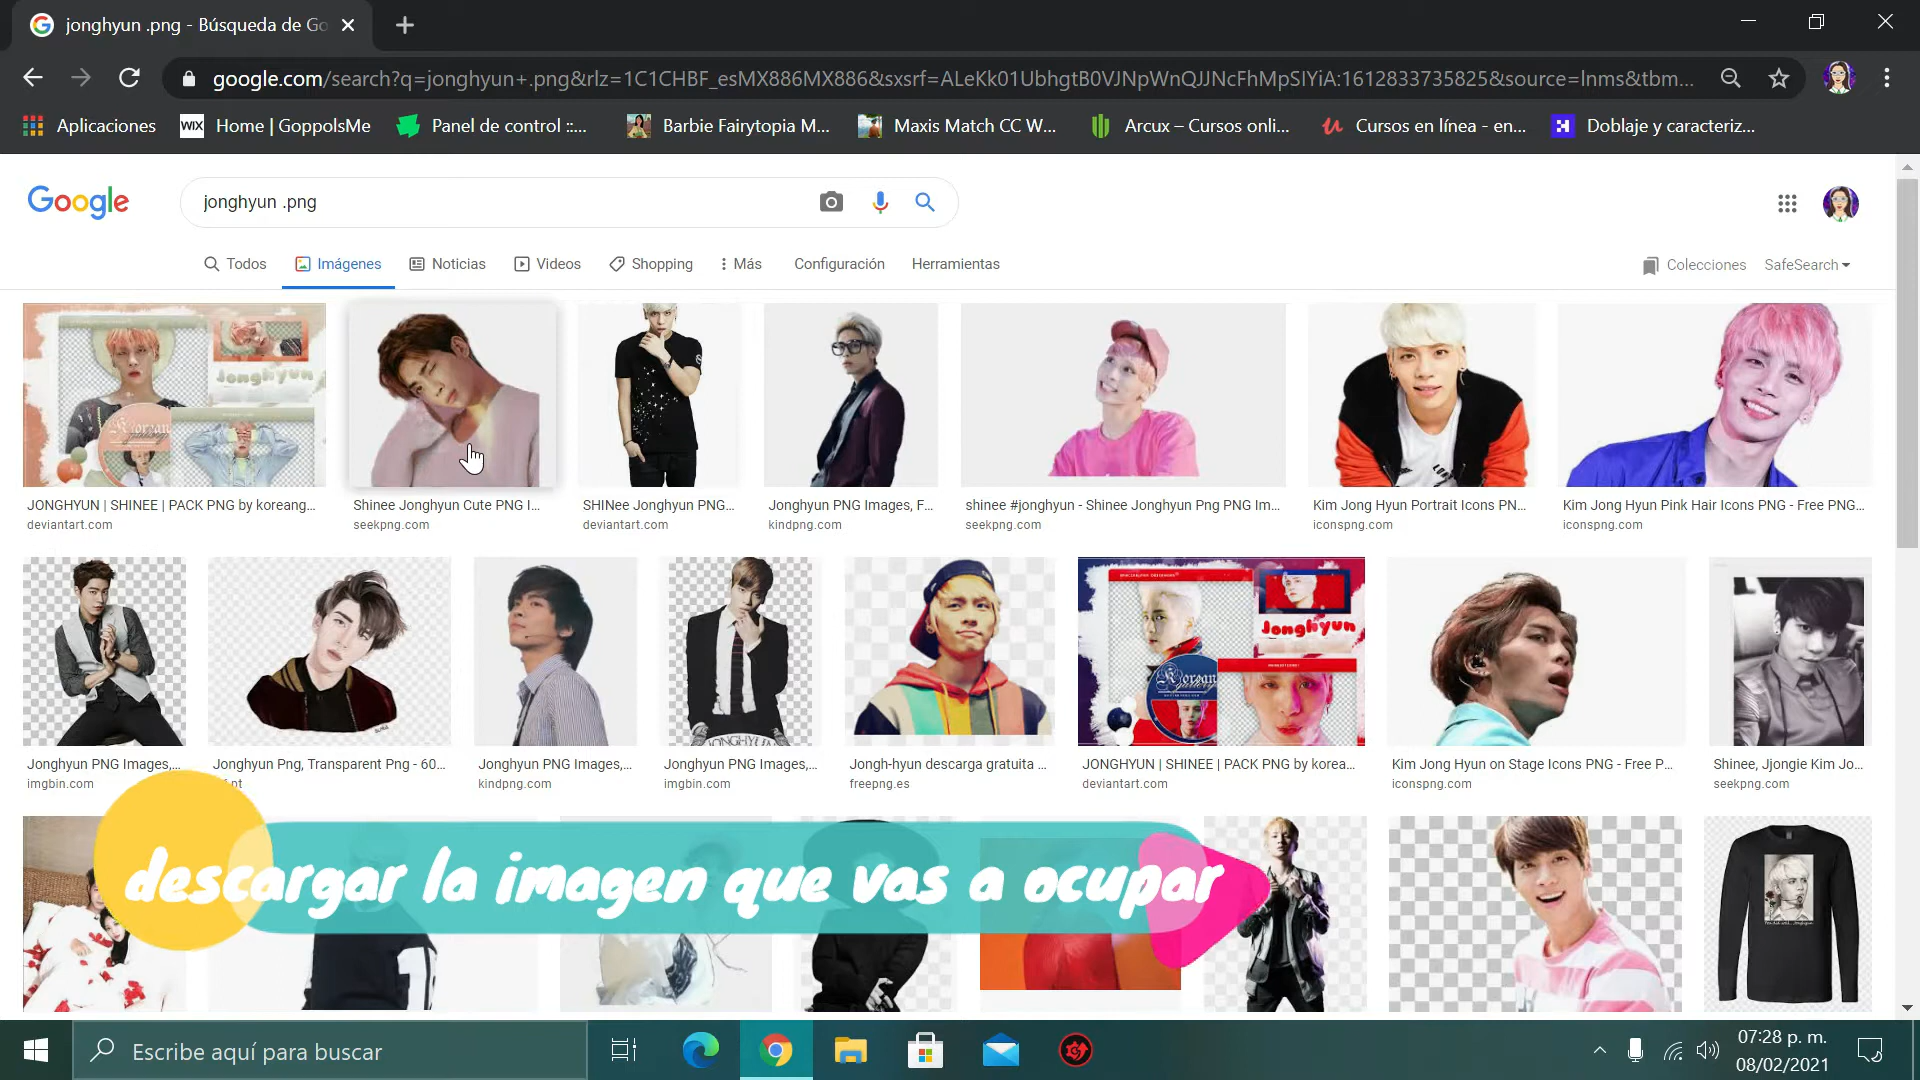 jonghyun .png - Búsqueda de Go
google.com/search?q=jonghyun+.png&rlz=1C1CHBF_esMX886MX886&sxsrf=ALeKk01UbhgtB0VJNpWnQJJNcFhMpSIYiA:1612833735825&source=lnms&tbm...
Aplicaciones
WIX Home | GoppolsMe
Panel de control ::...
Barbie Fairytopia M...
Maxis Match CC W...
Arcux – Cursos onli...
Cursos en línea - en...
Doblaje y caracteriz...
Google
jonghyun .png
Todos Imágenes Noticias Videos Shopping Más Configuración Herramientas
Colecciones SafeSearch
Jonghyun
Korean
JONGHYUN | SHINEE | PACK PNG by koreang...
deviantart.com
Shinee Jonghyun Cute PNG I...
seekpng.com
SHINee Jonghyun PNG...
deviantart.com
Jonghyun PNG Images, F...
kindpng.com
shinee #jonghyun - Shinee Jonghyun Png PNG Im...
seekpng.com
Kim Jong Hyun Portrait Icons PN...
iconspng.com
Kim Jong Hyun Pink Hair Icons PNG - Free PNG...
iconspng.com
JONGHYUN
Jonghyun
Korean
Jonghyun PNG Images,...
imgbin.com
Jonghyun Png, Transparent Png - 60...
pt
Jonghyun PNG Images,...
kindpng.com
Jonghyun PNG Images,...
imgbin.com
Jongh-hyun descarga gratuita ...
freepng.es
JONGHYUN | SHINEE | PACK PNG by korea...
deviantart.com
Kim Jong Hyun on Stage Icons PNG - Free P...
iconspng.com
Shinee, Jjongie Kim Jo...
seekpng.com
descargar la imagen que vas a ocupar
Escribe aquí para buscar
07:28 p. m.
08/02/2021